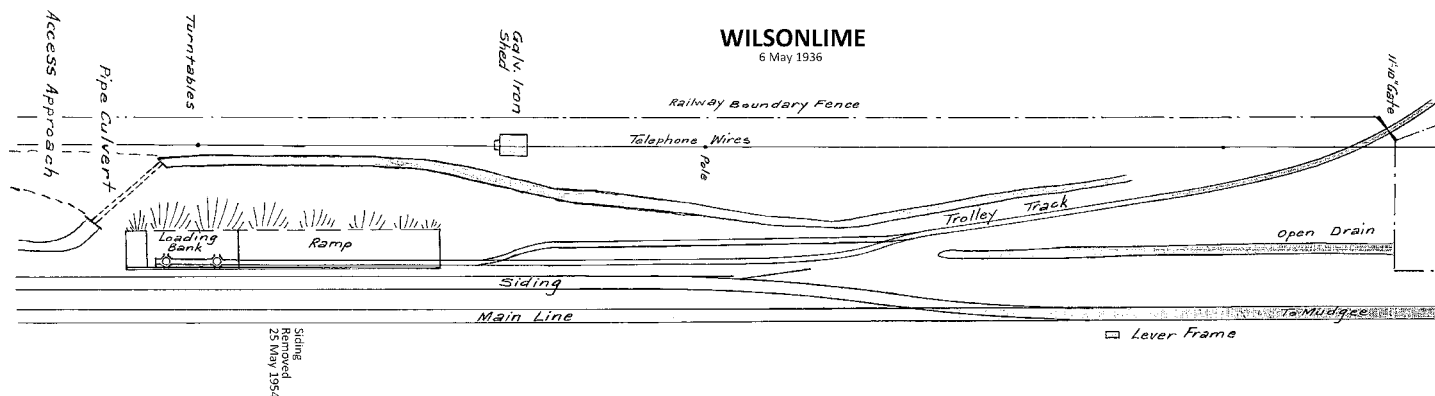 WILSONLIME
6 May 1936
Access Approach
Pipe Culvert
Turntables
Galv. Iron
Shed
11'10" Gate
Railway Boundary Fence
Telephone Wires
Pole
Trolley Track
Loading
Bank
Ramp
Open Drain
Siding
Main Line
To Mudgee
Lever Frame
Siding
Removed
25 May 1954